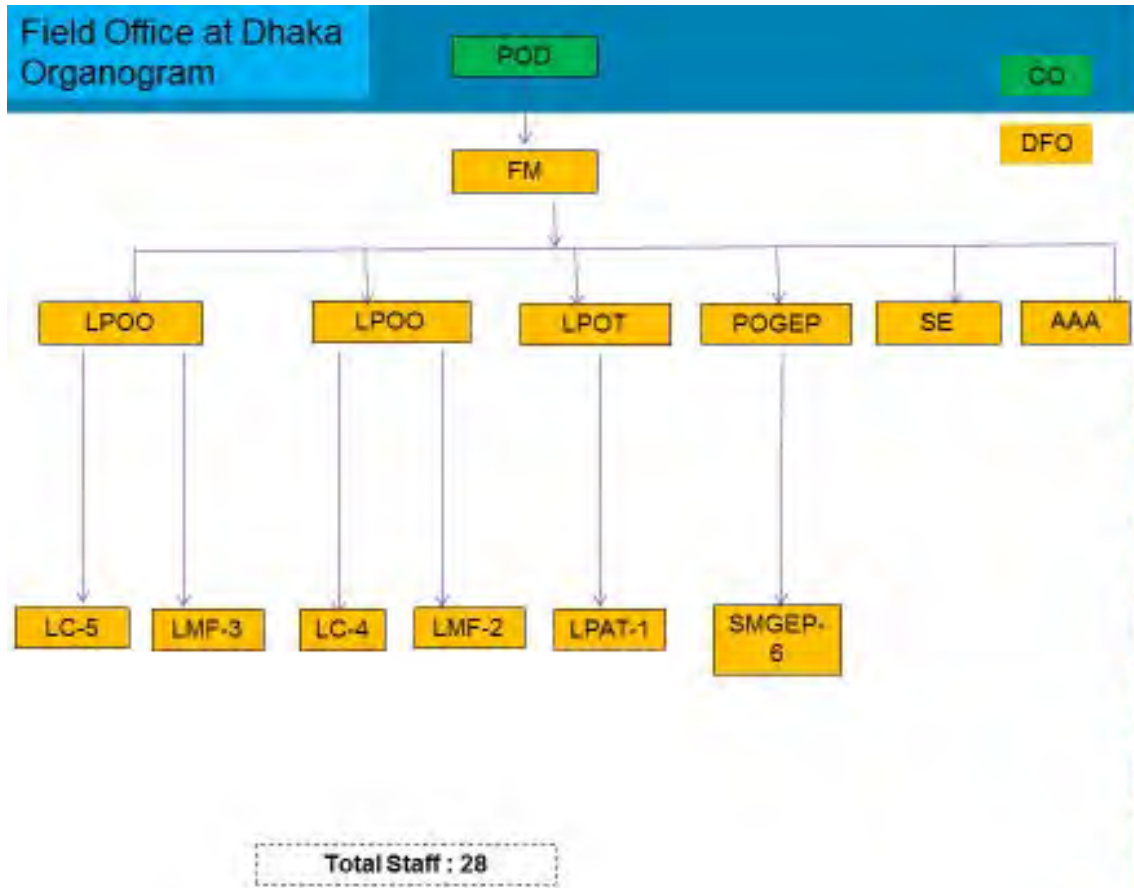 Field Office at Dhaka
Organogram
POD
CO
DFO
FM
LPOO
LPOO
LPOT
POGEP
SE
AAA
LC-5
LMF-3
LC-4
LMF-2
LPAT-1
SMGEP-
6
Total Staff : 28